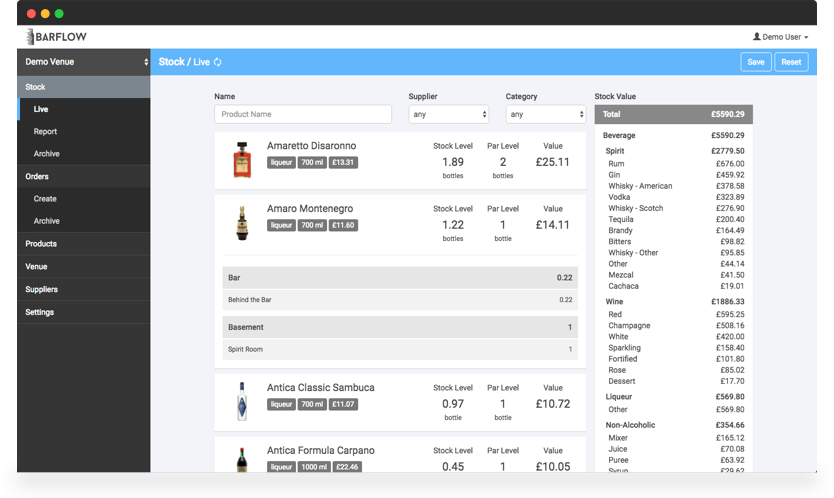 BARFLOW
Demo User
Demo Venue
Stock / Live
Save
Reset
Stock
Live
Report
Archive
Orders
Create
Archive
Products
Venue
Suppliers
Settings
Name
Supplier
Category
Product Name
any
any
Amaretto Disaronno
liqueur 700 ml £13.31
Stock Level Par Level Value
1.89 2 £25.11
bottles bottles
Amaro Montenegro
liqueur 700 ml £11.60
Stock Level Par Level Value
1.22 1 £14.11
bottles bottle
Bar 0.22
Behind the Bar 0.22
Basement 1
Spirit Room 1
Antica Classic Sambuca
liqueur 700 ml £11.07
Stock Level Par Level Value
0.97 1 £10.72
bottle bottle
Antica Formula Carpano
liqueur 1000 ml £22.46
Stock Level Par Level Value
0.45 1 £10.05
Stock Value
Total £5590.29
Beverage £5590.29
Spirit £2779.50
Rum £676.00
Gin £459.92
Whisky - American £378.58
Vodka £323.89
Whisky - Scotch £276.90
Tequila £200.40
Brandy £164.49
Bitters £98.82
Whisky - Other £95.85
Other £44.14
Mezcal £41.50
Cachaca £19.01
Wine £1886.33
Red £595.25
Champagne £508.16
White £420.00
Sparkling £158.40
Fortified £101.80
Rose £85.02
Dessert £17.70
Liqueur £569.80
Other £569.80
Non-Alcoholic £354.66
Mixer £165.12
Juice £70.08
Puree £63.92
Syrup £29.62